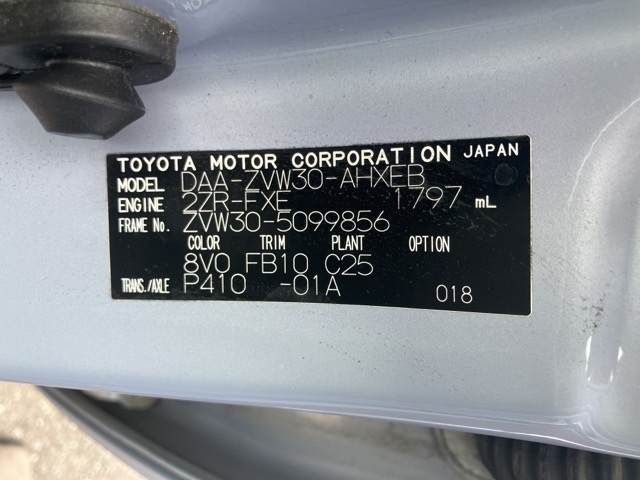 TOYOTA MOTOR CORPORATION JAPAN
MODEL DAA-ZVW30-AHXEB
ENGINE 2ZR-FXE 1797 mL
FRAME No. ZVW30-5099856
COLOR TRIM PLANT OPTION
8V0 FB10 C25
TRANS./AXLE P410 -01A 018